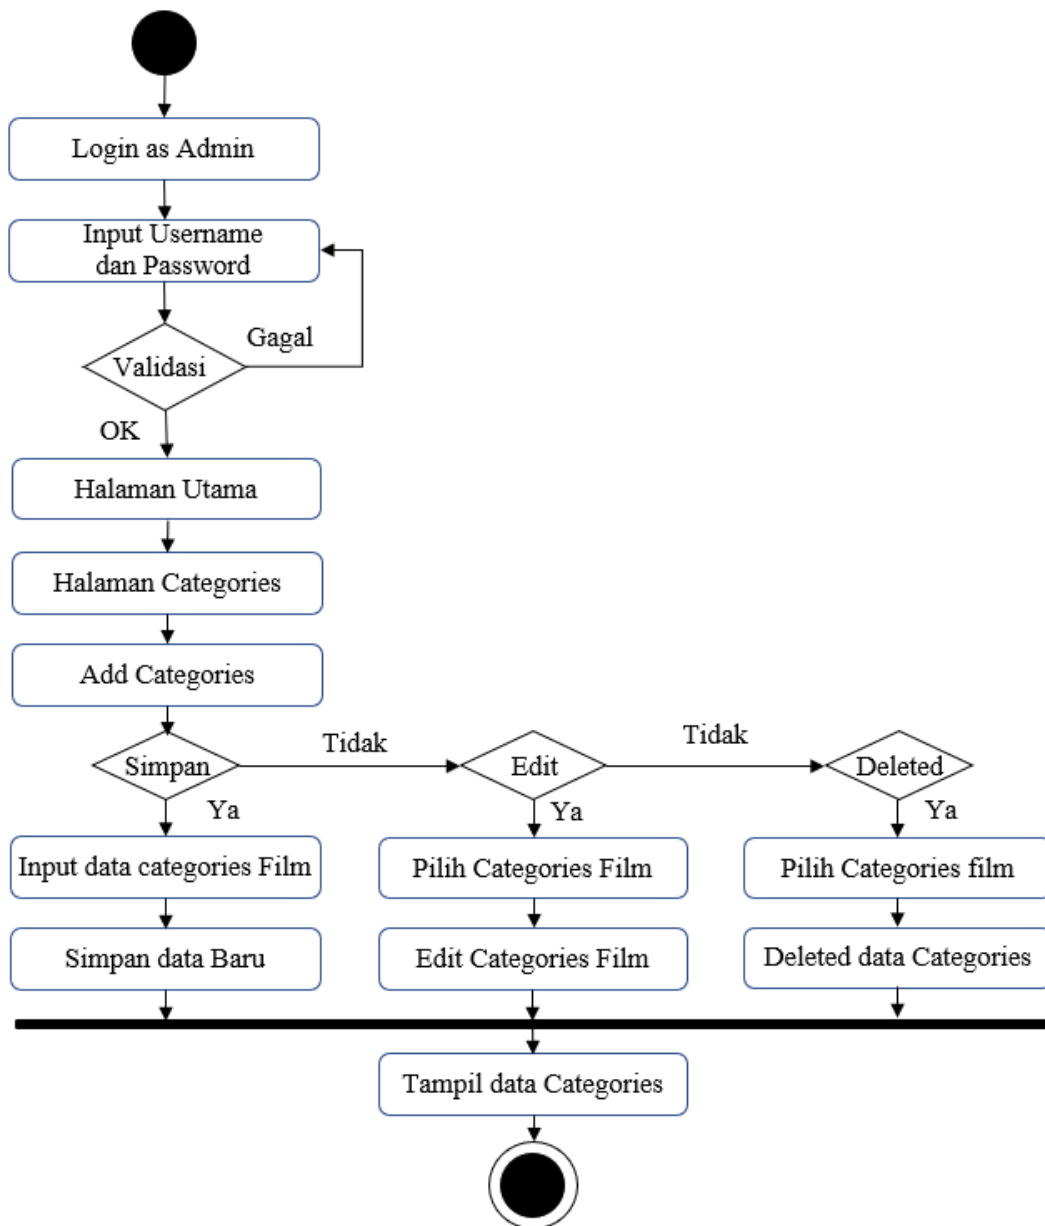 Login as Admin
Input Username
dan Password
Gagal
Validasi
OK
Halaman Utama
Halaman Categories
Add Categories
Tidak
Tidak
Simpan
Edit
Deleted
Ya
Ya
Ya
Input data categories Film
Pilih Categories Film
Pilih Categories film
Simpan data Baru
Edit Categories Film
Deleted data Categories
Tampil data Categories